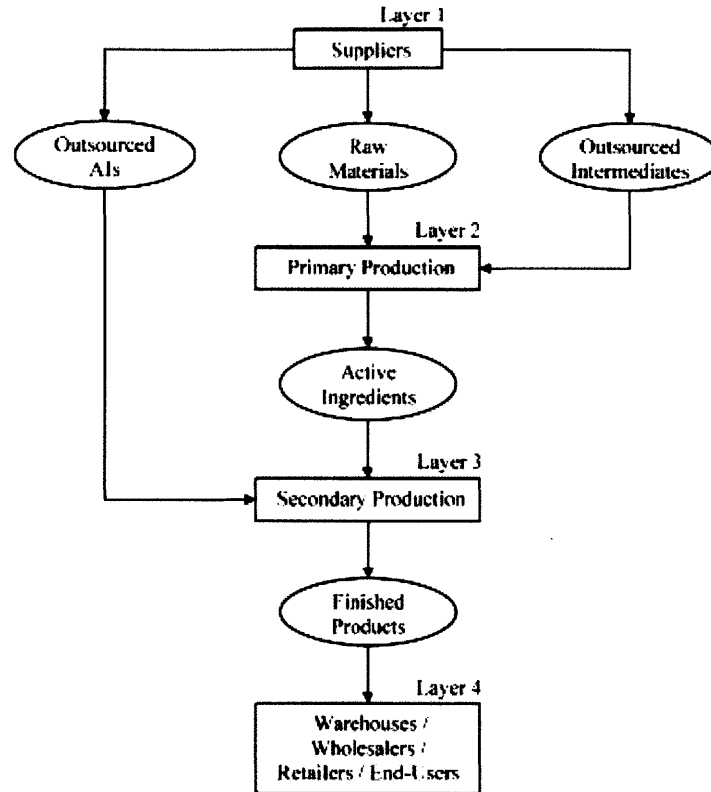 Layer 1
Suppliers
Outsourced
AIs
Raw
Materials
Outsourced
Intermediates
Layer 2
Primary Production
Active
Ingredients
Layer 3
Secondary Production
Finished
Products
Layer 4
Warehouses /
Wholesalers /
Retailers / End-Users